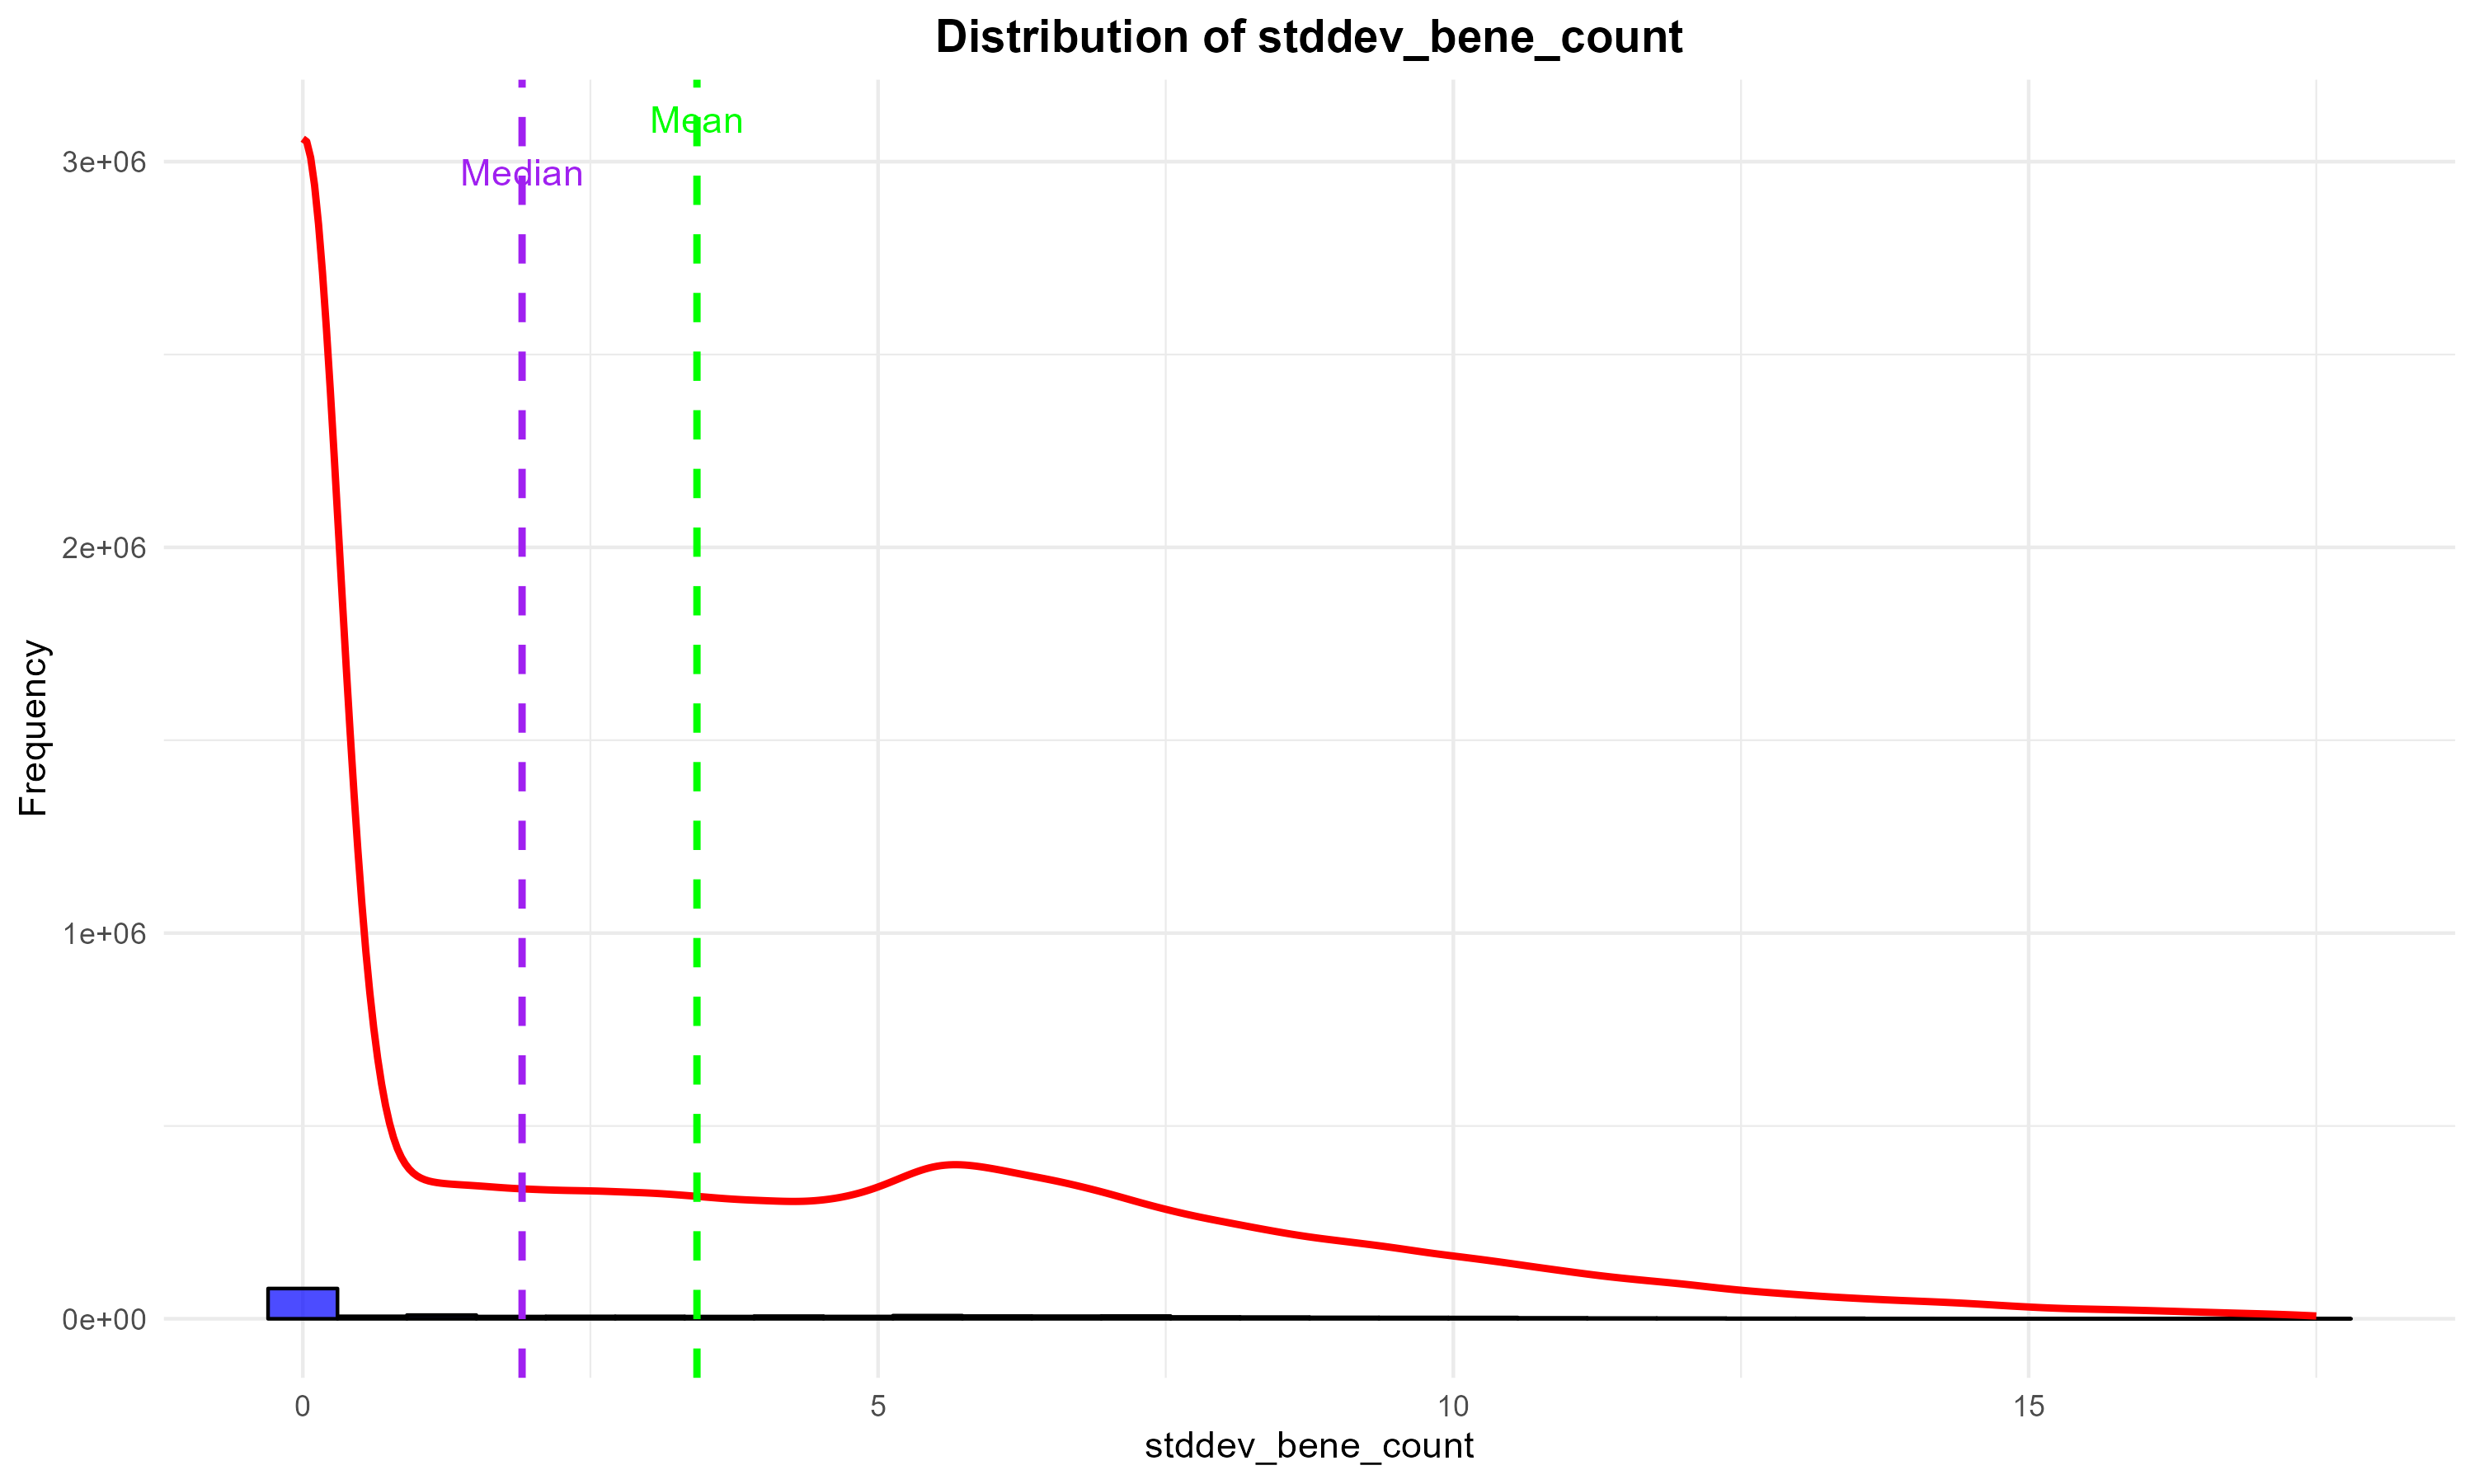 Distribution of stddev_bene_count
Mean
Median
3e+06
2e+06
1e+06
0e+00
Frequency
0
5
10
15
stddev_bene_count